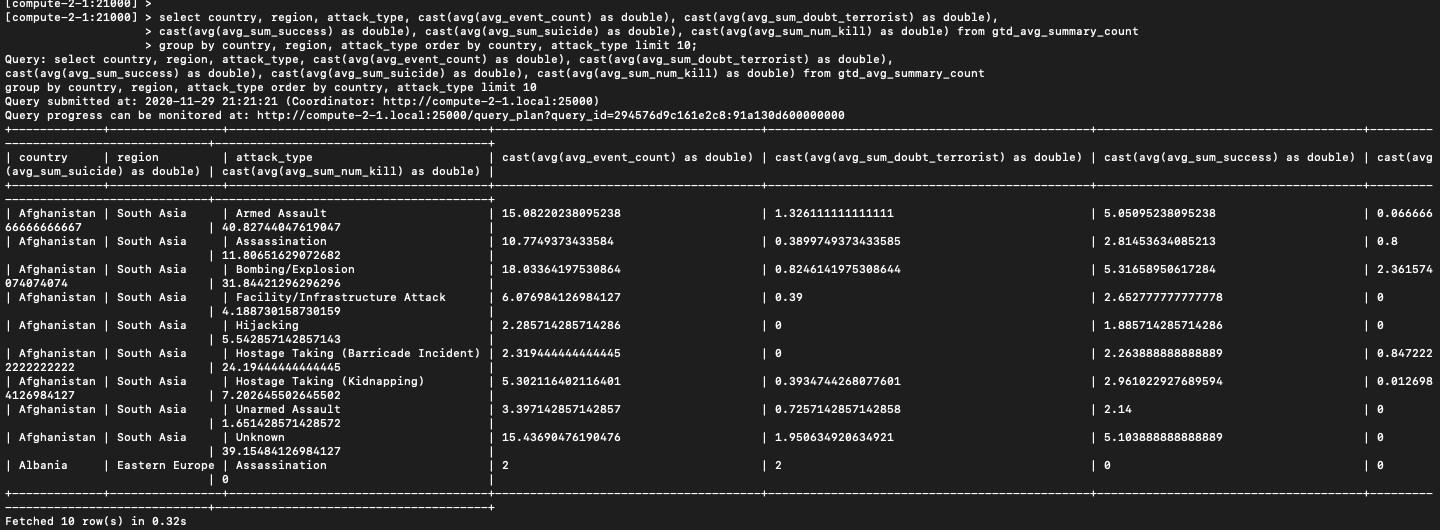 [compute-2-1:21000] >
[compute-2-1:21000] > select country, region, attack_type, cast(avg(avg_event_count) as double), cast(avg(avg_sum_doubt_terrorist) as double),
> cast(avg(avg_sum_success) as double), cast(avg(avg_sum_suicide) as double), cast(avg(avg_sum_num_kill) as double) from gtd_avg_summary_count
> group by country, region, attack_type order by country, attack_type limit 10;
Query: select country, region, attack_type, cast(avg(avg_event_count) as double), cast(avg(avg_sum_doubt_terrorist) as double),
cast(avg(avg_sum_success) as double), cast(avg(avg_sum_suicide) as double), cast(avg(avg_sum_num_kill) as double) from gtd_avg_summary_count
group by country, region, attack_type order by country, attack_type limit 10
Query submitted at: 2020-11-29 21:21:21 (Coordinator: http://compute-2-1.local:25000)
Query progress can be monitored at: http://compute-2-1.local:25000/query_plan?query_id=294576d9c161e2c8:91a130d600000000
| country | region | attack_type | cast(avg(avg_event_count) as double) | cast(avg(avg_sum_doubt_terrorist) as double) | cast(avg(avg_sum_success) as double) | cast(avg
(avg_sum_suicide) as double) | cast(avg(avg_sum_num_kill) as double) |
| Afghanistan | South Asia | Armed Assault | 15.08220238095238 | 1.326111111111111 | 5.05095238095238 | 0.066666
66666666667 | 40.82744047619047 |
| Afghanistan | South Asia | Assassination | 10.7749373433584 | 0.3899749373433585 | 2.81453634085213 | 0.8
| 11.80651629072682 |
| Afghanistan | South Asia | Bombing/Explosion | 18.03364197530864 | 0.8246141975308644 | 5.31658950617284 | 2.361574
074074074 | 31.84421296296296 |
| Afghanistan | South Asia | Facility/Infrastructure Attack | 6.076984126984127 | 0.39 | 2.652777777777778 | 0
| 4.188730158730159 |
| Afghanistan | South Asia | Hijacking | 2.285714285714286 | 0 | 1.885714285714286 | 0
| 5.542857142857143 |
| Afghanistan | South Asia | Hostage Taking (Barricade Incident) | 2.319444444444445 | 0 | 2.263888888888889 | 0.847222
2222222222 | 24.19444444444445 |
| Afghanistan | South Asia | Hostage Taking (Kidnapping) | 5.302116402116401 | 0.3934744268077601 | 2.961022927689594 | 0.012698
4126984127 | 7.202645502645502 |
| Afghanistan | South Asia | Unarmed Assault | 3.397142857142857 | 0.7257142857142858 | 2.14 | 0
| 1.651428571428572 |
| Afghanistan | South Asia | Unknown | 15.43690476190476 | 1.950634920634921 | 5.103888888888889 | 0
| 39.15484126984127 |
| Albania | Eastern Europe | Assassination | 2 | 2 | 0 | 0
| 0 |
Fetched 10 row(s) in 0.32s